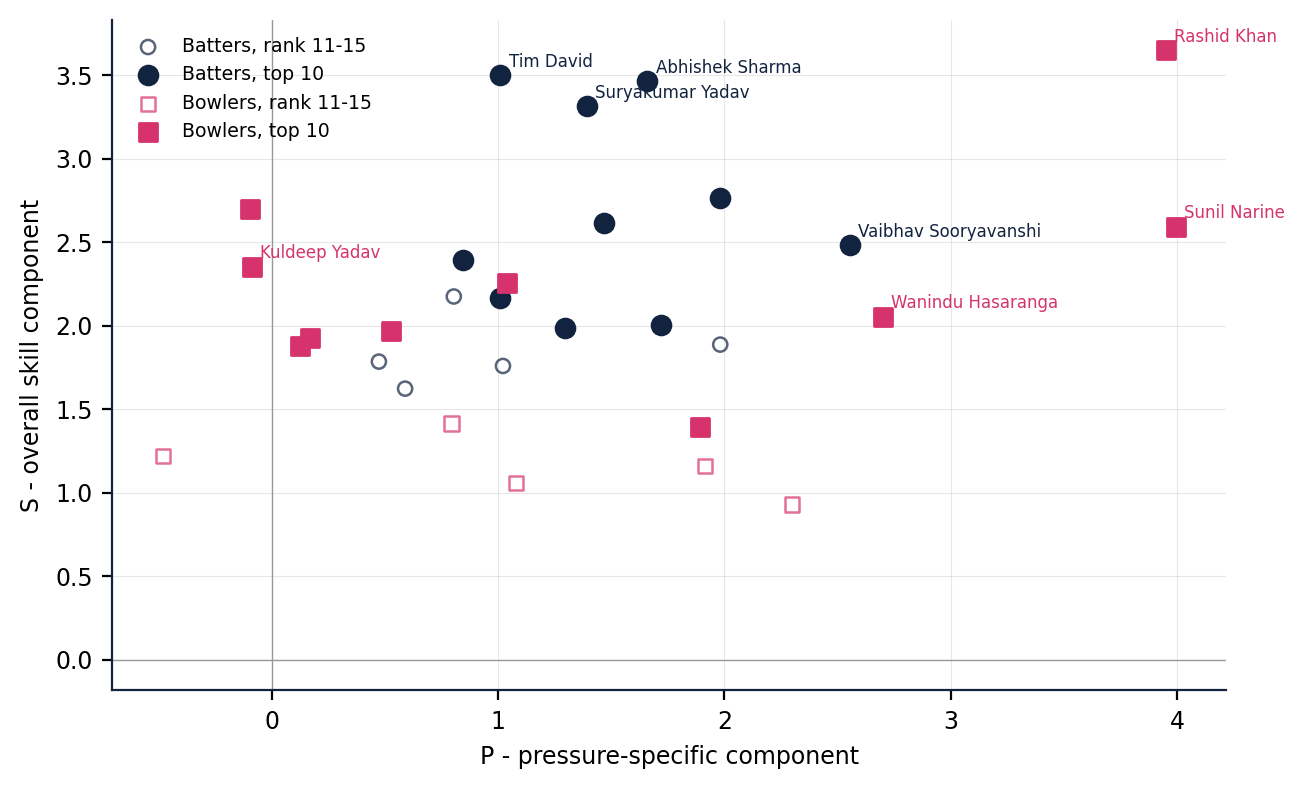 Batters, rank 11-15
Batters, top 10
Bowlers, rank 11-15
Bowlers, top 10
Rashid Khan
Tim David
Abhishek Sharma
Suryakumar Yadav
Sunil Narine
Vaibhav Sooryavanshi
Kuldeep Yadav
Wanindu Hasaranga
S - overall skill component
3.5
3.0
2.5
2.0
1.5
1.0
0.5
0.0
0 1 2 3 4
P - pressure-specific component